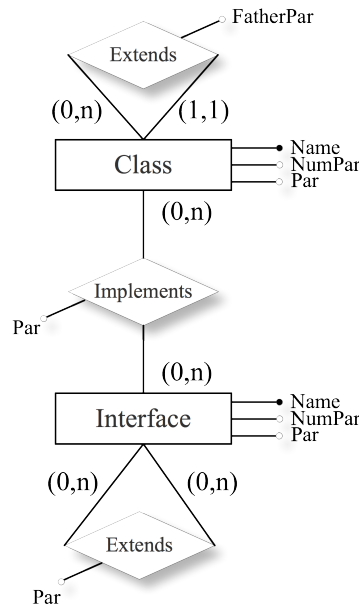 FatherPar
Extends
(0,n) (1,1)
Class
Name
NumPar
Par
(0,n)
Implements
Par
(0,n)
Interface
Name
NumPar
Par
(0,n) (0,n)
Extends
Par